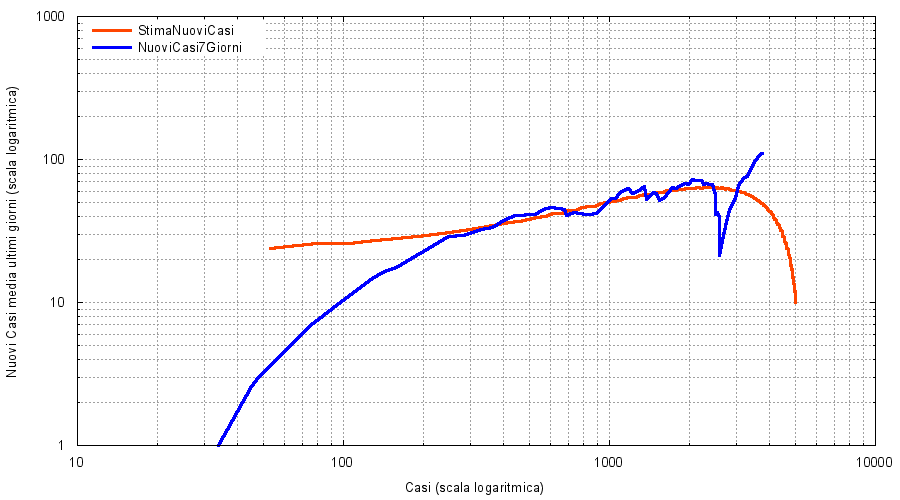 1000
100
10
1
StimaNuoviCasi
NuoviCasi7Giorni
Nuovi Casi media ultimi giorni (scala logaritmica)
10 100 1000 10000
Casi (scala logaritmica)